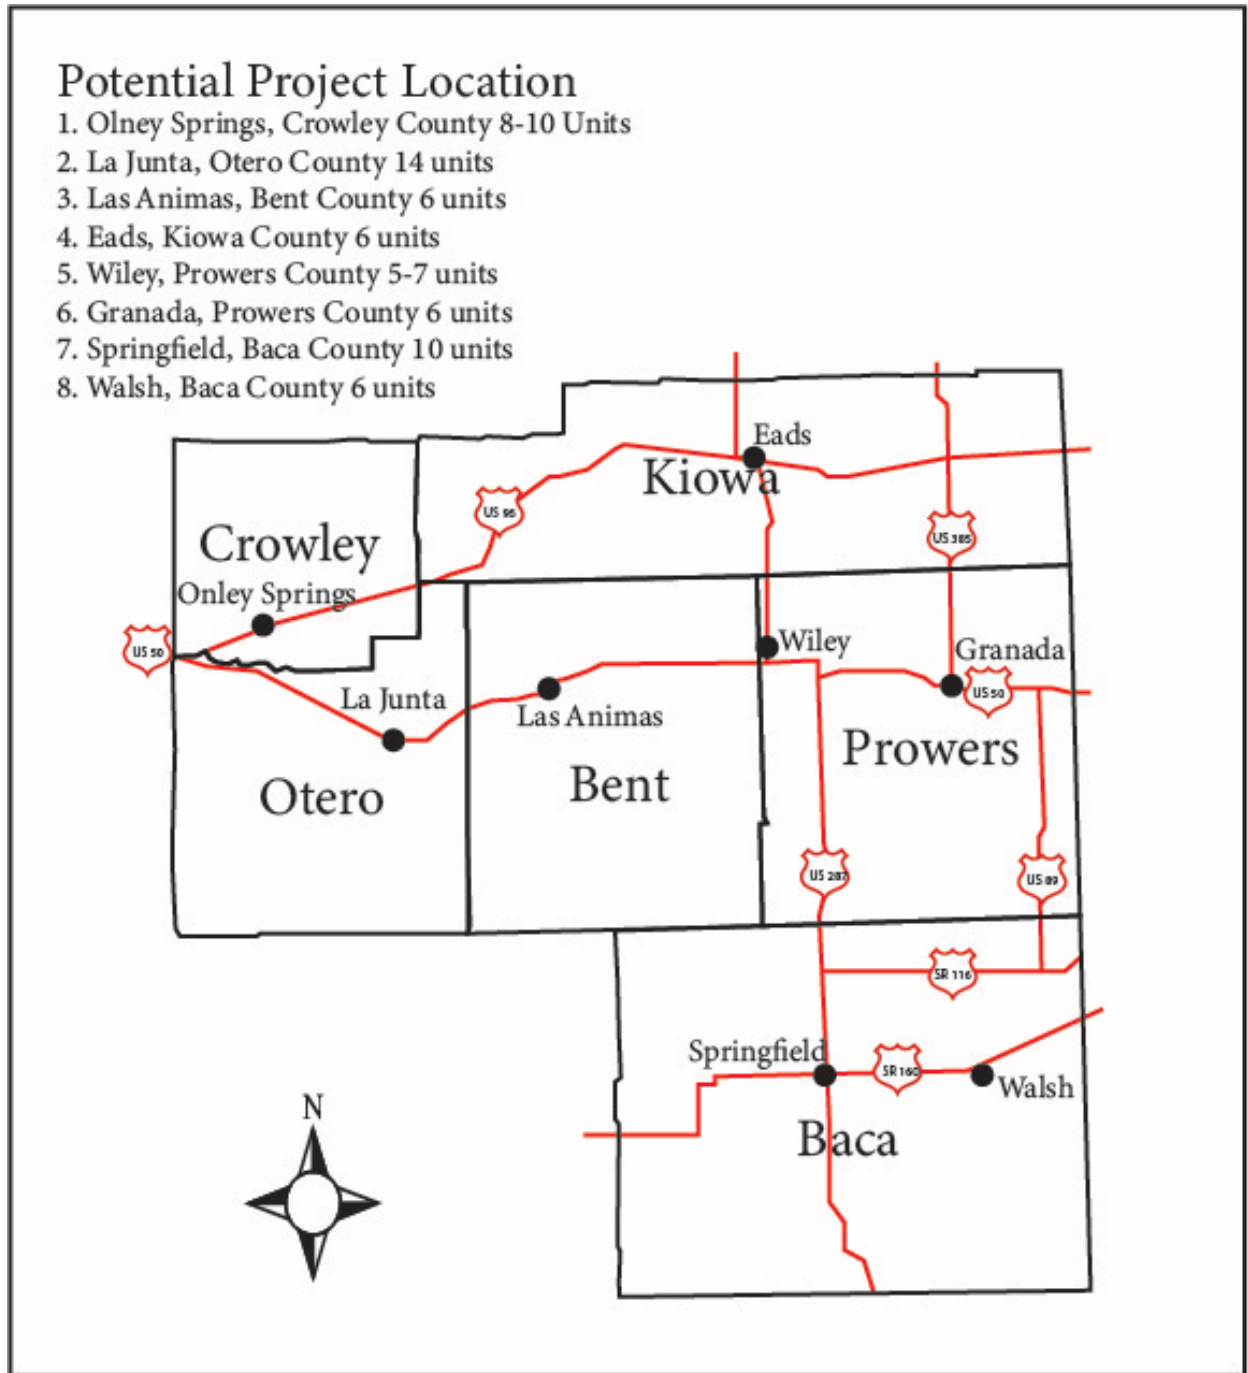 Potential Project Location
1. Olney Springs, Crowley County 8-10 Units
2. La Junta, Otero County 14 units
3. Las Animas, Bent County 6 units
4. Eads, Kiowa County 6 units
5. Wiley, Prowers County 5-7 units
6. Granada, Prowers County 6 units
7. Springfield, Baca County 10 units
8. Walsh, Baca County 6 units
Eads
Kiowa
US 96
US 385
Crowley
Onley Springs
US 50
Wiley
Granada
US 50
La Junta
Las Animas
Prowers
Otero
Bent
US 287
US 89
SR 116
Springfield
SR 160
Walsh
Baca
N